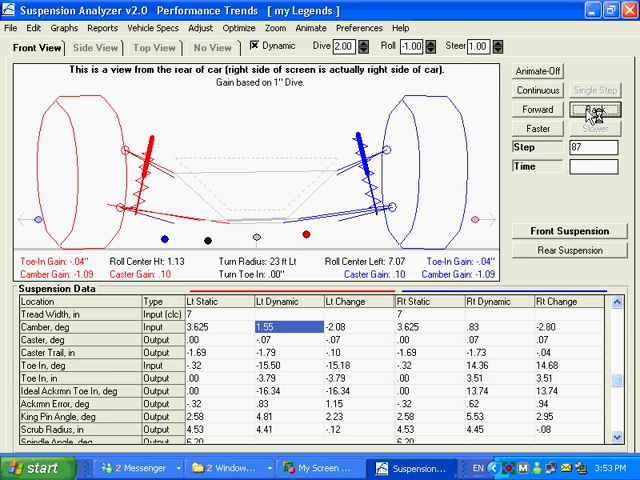 Suspension Analyzer v2.0 Performance Trends [ my Legends ]
File Edit Graphs Reports Vehicle Specs Adjust Optimize Zoom Animate Preferences Help
Front View Side View Top View No View Dynamic Dive 2.00 Roll -1.00 Steer 1.00
This is a view from the rear of car (right side of screen is actually right side of car).
Gain based on 1" Dive.
Animate-Off
Continuous Single Step
Forward Back
Faster Slower
Step 87
Time
Front Suspension
Rear Suspension
Toe-In Gain: -.04" Roll Center Ht: 1.13 Turn Radius: 23 ft Lt Roll Center Left: 7.07 Toe-In Gain: -.04"
Camber Gain: -1.09 Caster Gain: .10 Turn Toe In: .00" Caster Gain: .10 Camber Gain: -1.09
Suspension Data
Location Type Lt Static Lt Dynamic Lt Change Rt Static Rt Dynamic Rt Change
Tread Width, in Input (clc) 7 7
Camber, deg Input 3.625 1.55 -2.08 3.625 .83 -2.80
Caster, deg Output .00 -.07 -.07 .00 .07 .07
Caster Trail, in Output -1.69 -1.79 -.10 -1.69 -1.73 -.04
Toe In, deg Input -.32 -15.50 -15.18 -.32 14.36 14.68
Toe In, in Output .00 -3.79 -3.79 .00 3.51 3.51
Ideal Ackrmn Toe In, deg Output .00 -16.34 -16.34 .00 13.74 13.74
Ackrmn Error, deg Output -.32 .83 1.15 -.32 .62 .94
King Pin Angle, deg Output 2.58 4.81 2.23 2.58 5.53 2.95
Scrub Radius, in Output 4.53 4.41 -.12 4.53 4.45 -.08
Spindle Angle, deg Output 6.20 6.20
start 2 Messenger 2 Window... My Screen ... Suspension... EN 3:53 PM